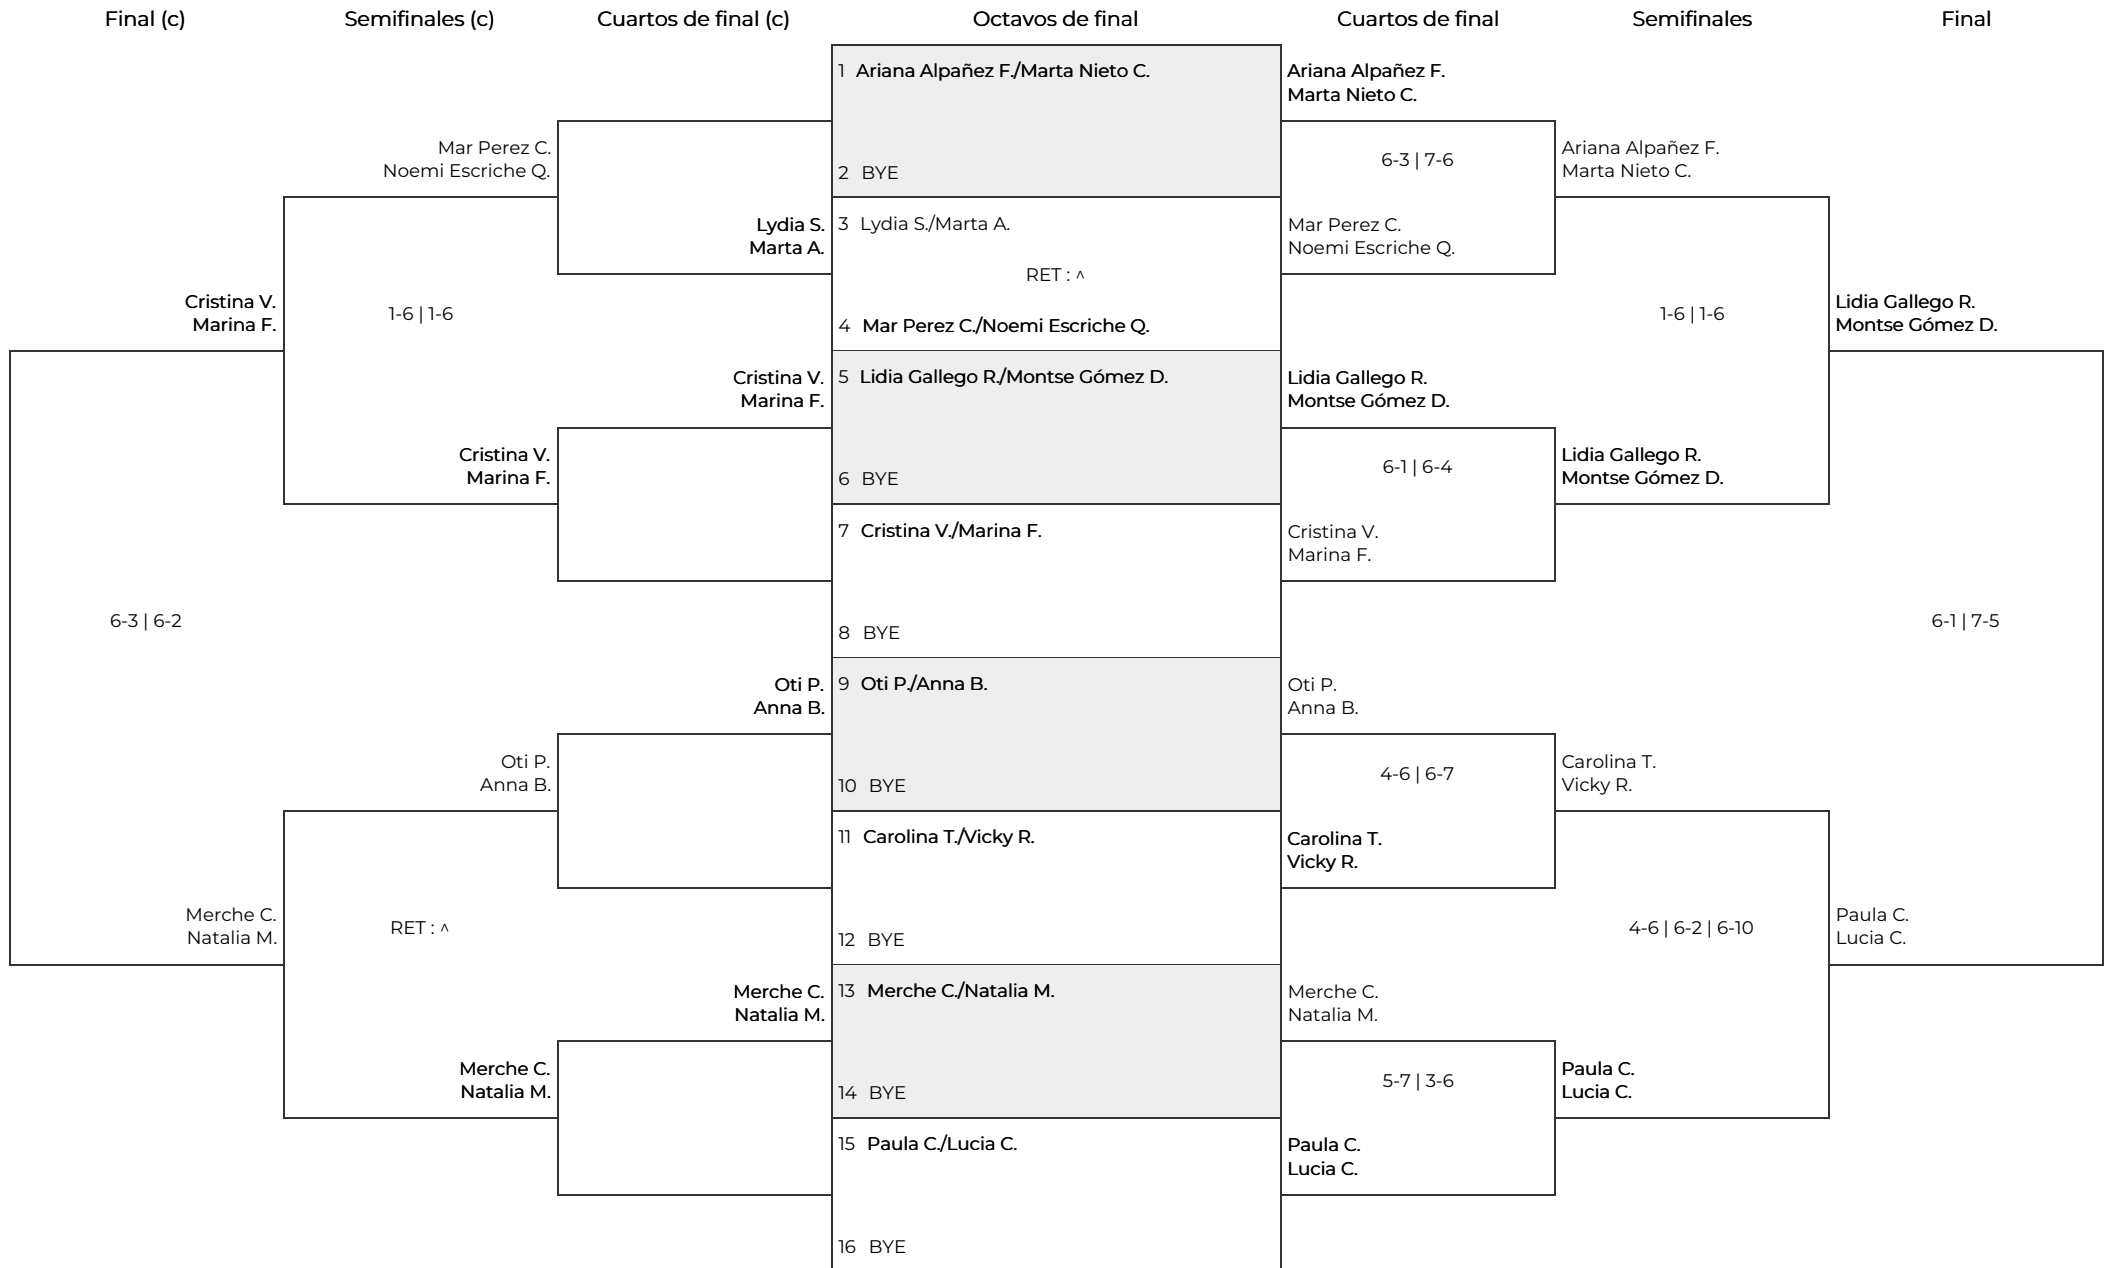 Final (c)
Semifinales (c)
Cuartos de final (c)
Octavos de final
Cuartos de final
Semifinales
Final
Cristina V.
Marina F.
6-3 | 6-2
Merche C.
Natalia M.
Mar Perez C.
Noemi Escriche Q.
1-6 | 1-6
Cristina V.
Marina F.
Oti P.
Anna B.
RET : ^
Merche C.
Natalia M.
Lydia S.
Marta A.
Cristina V.
Marina F.
Oti P.
Anna B.
Merche C.
Natalia M.
1 Ariana Alpañez F./Marta Nieto C.
2 BYE
3 Lydia S./Marta A.
RET : ^
4 Mar Perez C./Noemi Escriche Q.
5 Lidia Gallego R./Montse Gómez D.
6 BYE
7 Cristina V./Marina F.
8 BYE
9 Oti P./Anna B.
10 BYE
11 Carolina T./Vicky R.
12 BYE
13 Merche C./Natalia M.
14 BYE
15 Paula C./Lucia C.
16 BYE
Ariana Alpañez F.
Marta Nieto C.
6-3 | 7-6
Mar Perez C.
Noemi Escriche Q.
Lidia Gallego R.
Montse Gómez D.
6-1 | 6-4
Cristina V.
Marina F.
Oti P.
Anna B.
4-6 | 6-7
Carolina T.
Vicky R.
Merche C.
Natalia M.
5-7 | 3-6
Paula C.
Lucia C.
Ariana Alpañez F.
Marta Nieto C.
1-6 | 1-6
Lidia Gallego R.
Montse Gómez D.
Carolina T.
Vicky R.
4-6 | 6-2 | 6-10
Paula C.
Lucia C.
Lidia Gallego R.
Montse Gómez D.
6-1 | 7-5
Paula C.
Lucia C.